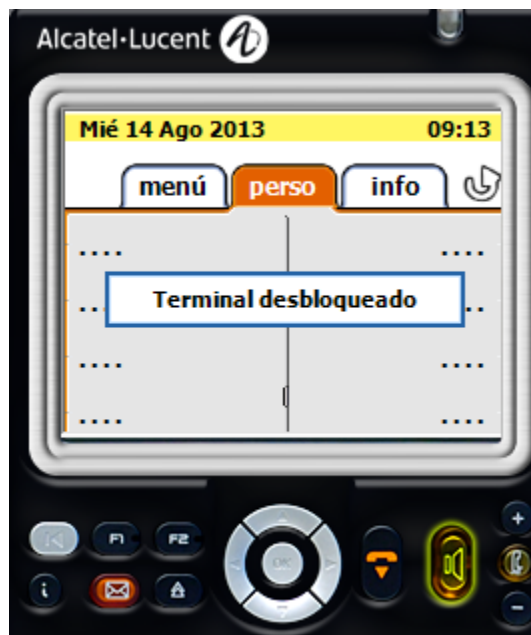 Alcatel·Lucent
Mié 14 Ago 2013 09:13
menú perso info
.... ....
Terminal desbloqueado
.... ....
.... ....
F1 F2
OK
i
+
-